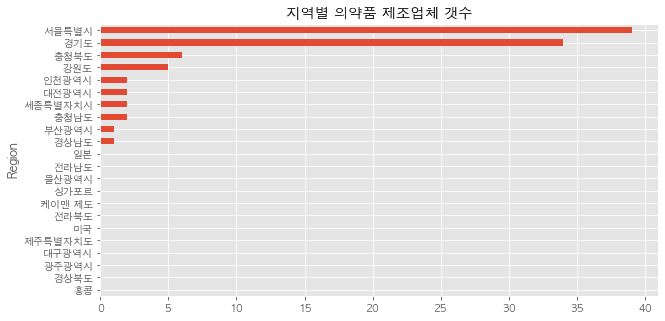 지역별 의약품 제조업체 갯수
Region
서울특별시
경기도
충청북도
강원도
인천광역시
대전광역시
세종특별자치시
충청남도
부산광역시
경상남도
일본
전라남도
울산광역시
싱가포르
케이맨 제도
전라북도
미국
제주특별자치도
대구광역시
광주광역시
경상북도
홍콩
0 5 10 15 20 25 30 35 40